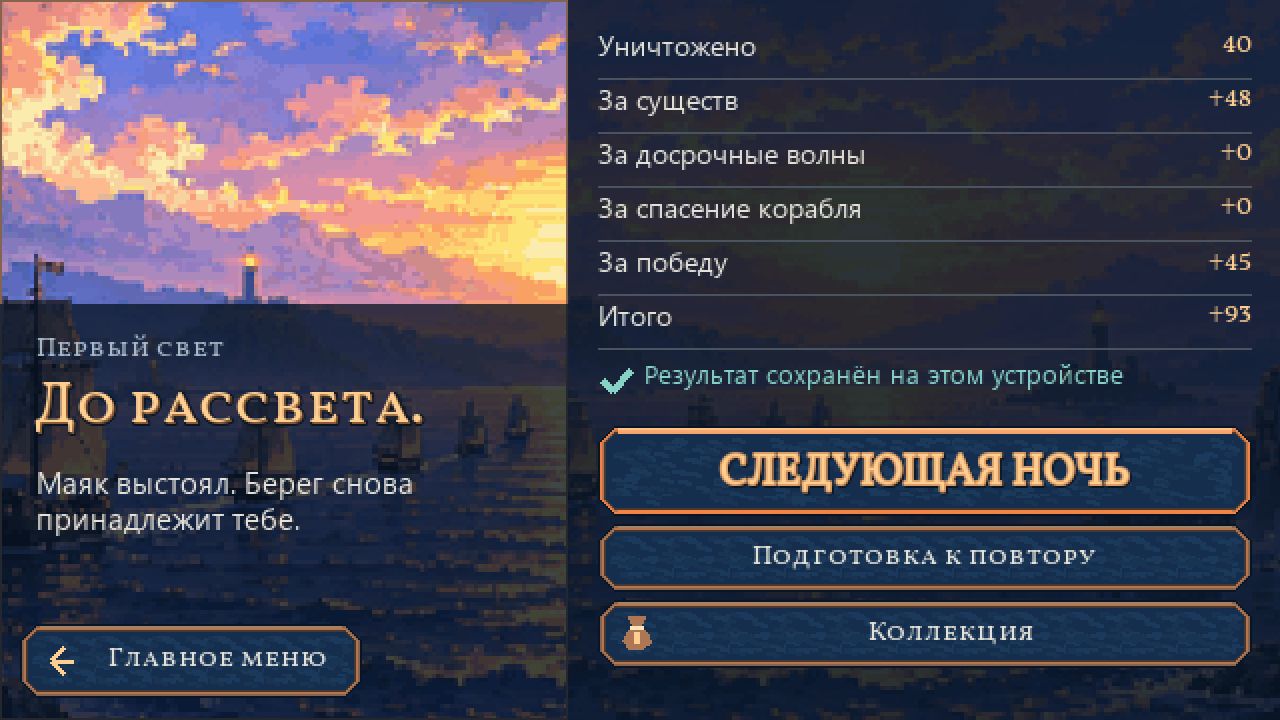 Первый свет
До рассвета.
Маяк выстоял. Берег снова
принадлежит тебе.
Главное меню
Уничтожено 40
За существ +48
За досрочные волны +0
За спасение корабля +0
За победу +45
Итого +93
Результат сохранён на этом устройстве
СЛЕДУЮЩАЯ НОЧЬ
Подготовка к повтору
Коллекция